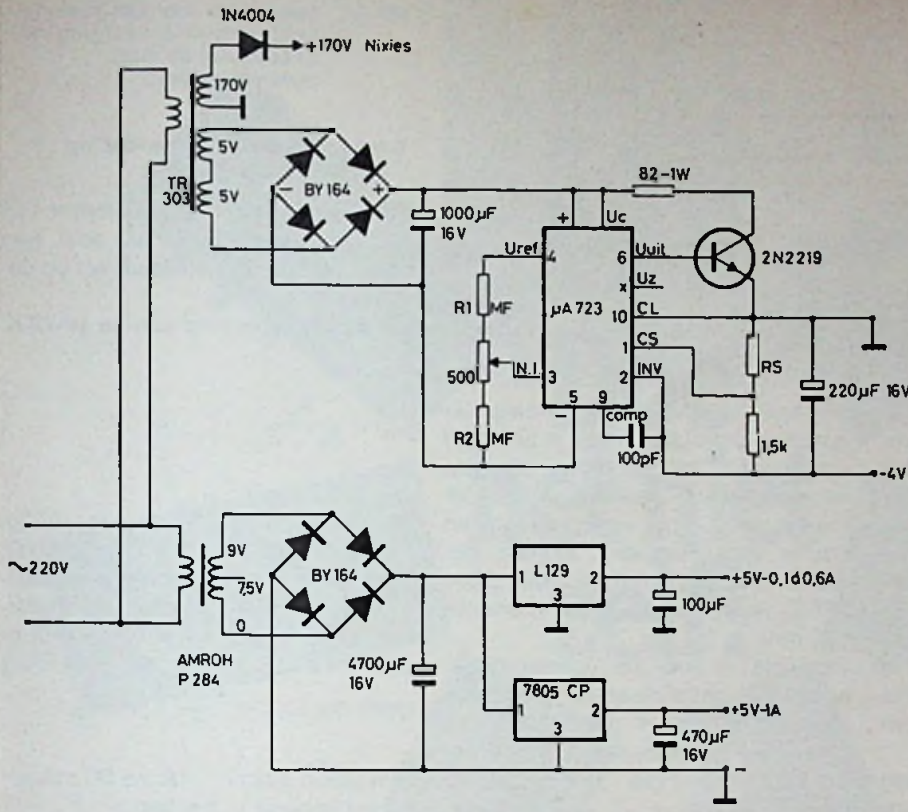 1N4004
+170V Nixies
170V
5V
TR
303
5V
BY 164
-
+
1000µF
16V
82-1W
+
Uc
Uref
4
6
Uuit
2N2219
R1
MF
µA 723
x
Uz
10
CL
500
N.I.
3
1
CS
2
INV
RS
220µF 16V
5
9
-
comp
R2
MF
100pF
1,5k
-4V
~220V
9V
7,5V
0
BY 164
AMROH
P 284
4700µF
16V
1
L129
2
3
+5V-0,1à0,6A
100µF
7805 CP
1
2
3
+5V-1A
470µF
16V
-